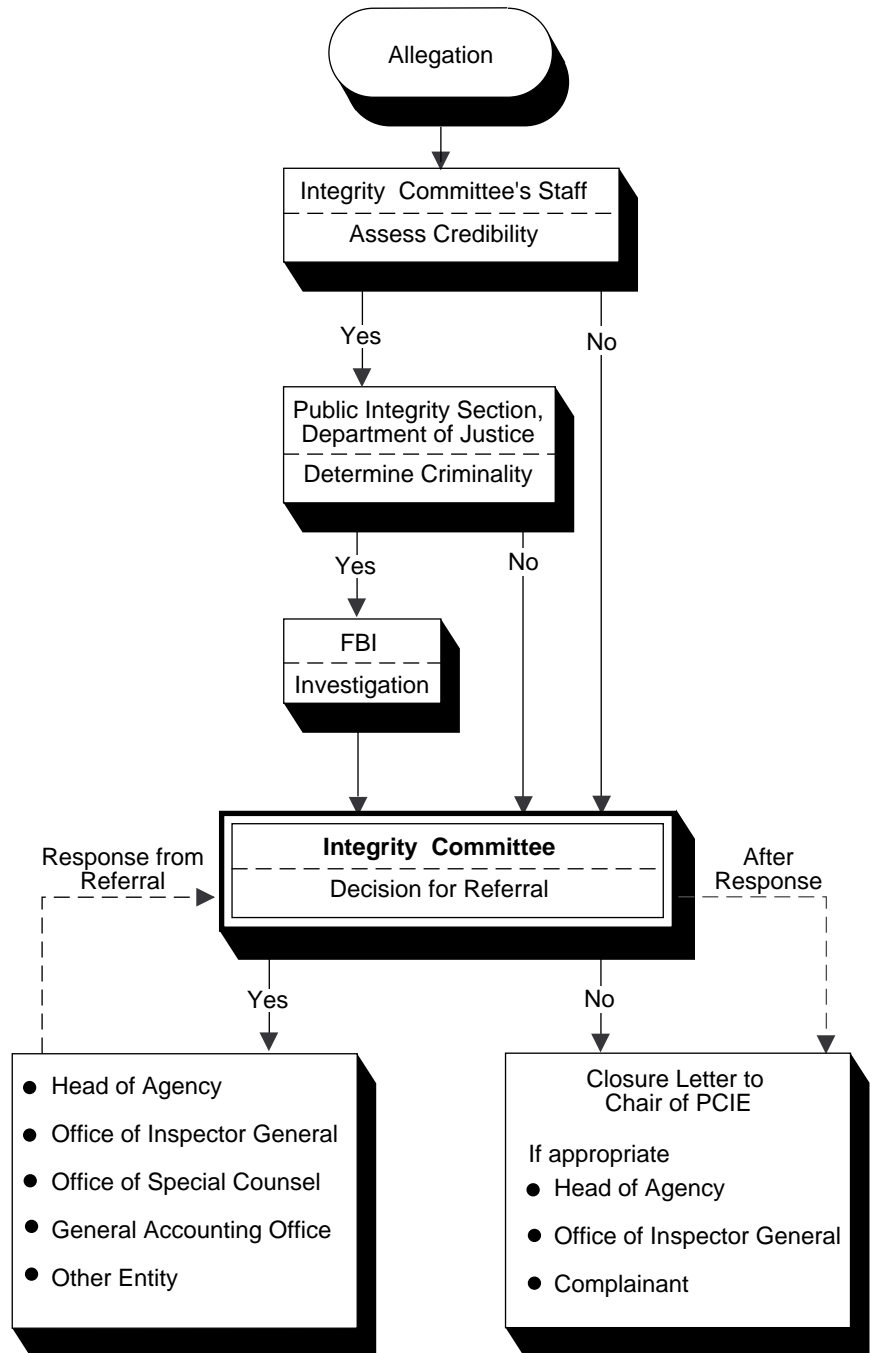 Allegation
Integrity Committee's Staff
Assess Credibility
Yes
No
Public Integrity Section,
Department of Justice
Determine Criminality
Yes
No
FBI
Investigation
Integrity Committee
Decision for Referral
Response from
Referral
After
Response
Yes
No
● Head of Agency
● Office of Inspector General
● Office of Special Counsel
● General Accounting Office
● Other Entity
Closure Letter to
Chair of PCIE
If appropriate
● Head of Agency
● Office of Inspector General
● Complainant